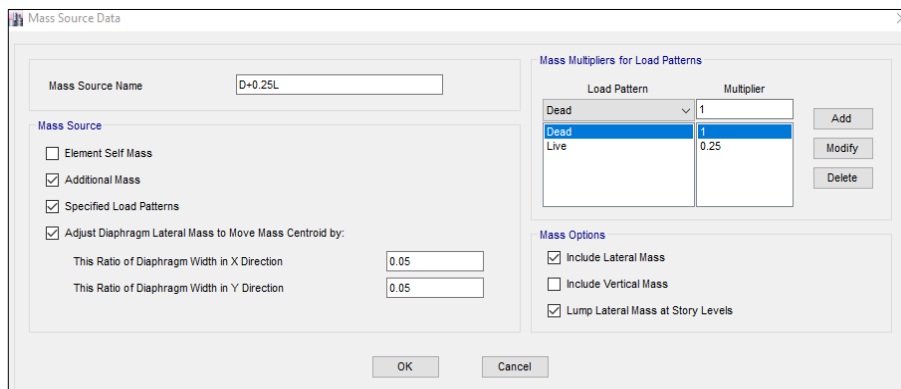 Mass Source Data
Mass Source Name D+0.25L
Mass Source
Element Self Mass
Additional Mass
Specified Load Patterns
Adjust Diaphragm Lateral Mass to Move Mass Centroid by:
This Ratio of Diaphragm Width in X Direction 0.05
This Ratio of Diaphragm Width in Y Direction 0.05
Mass Multipliers for Load Patterns
Load Pattern Multiplier
Dead 1
Dead 1
Live 0.25
Add
Modify
Delete
Mass Options
Include Lateral Mass
Include Vertical Mass
Lump Lateral Mass at Story Levels
OK Cancel